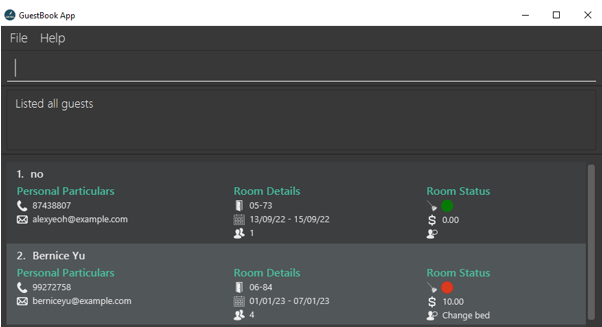 GuestBook App
File Help
Listed all guests
1. no
Personal Particulars Room Details Room Status
87438807 05-73
alexyeoh@example.com 13/09/22 - 15/09/22 $ 0.00
1
2. Bernice Yu
Personal Particulars Room Details Room Status
99272758 06-84
berniceyu@example.com 01/01/23 - 07/01/23 $ 10.00
4 Change bed